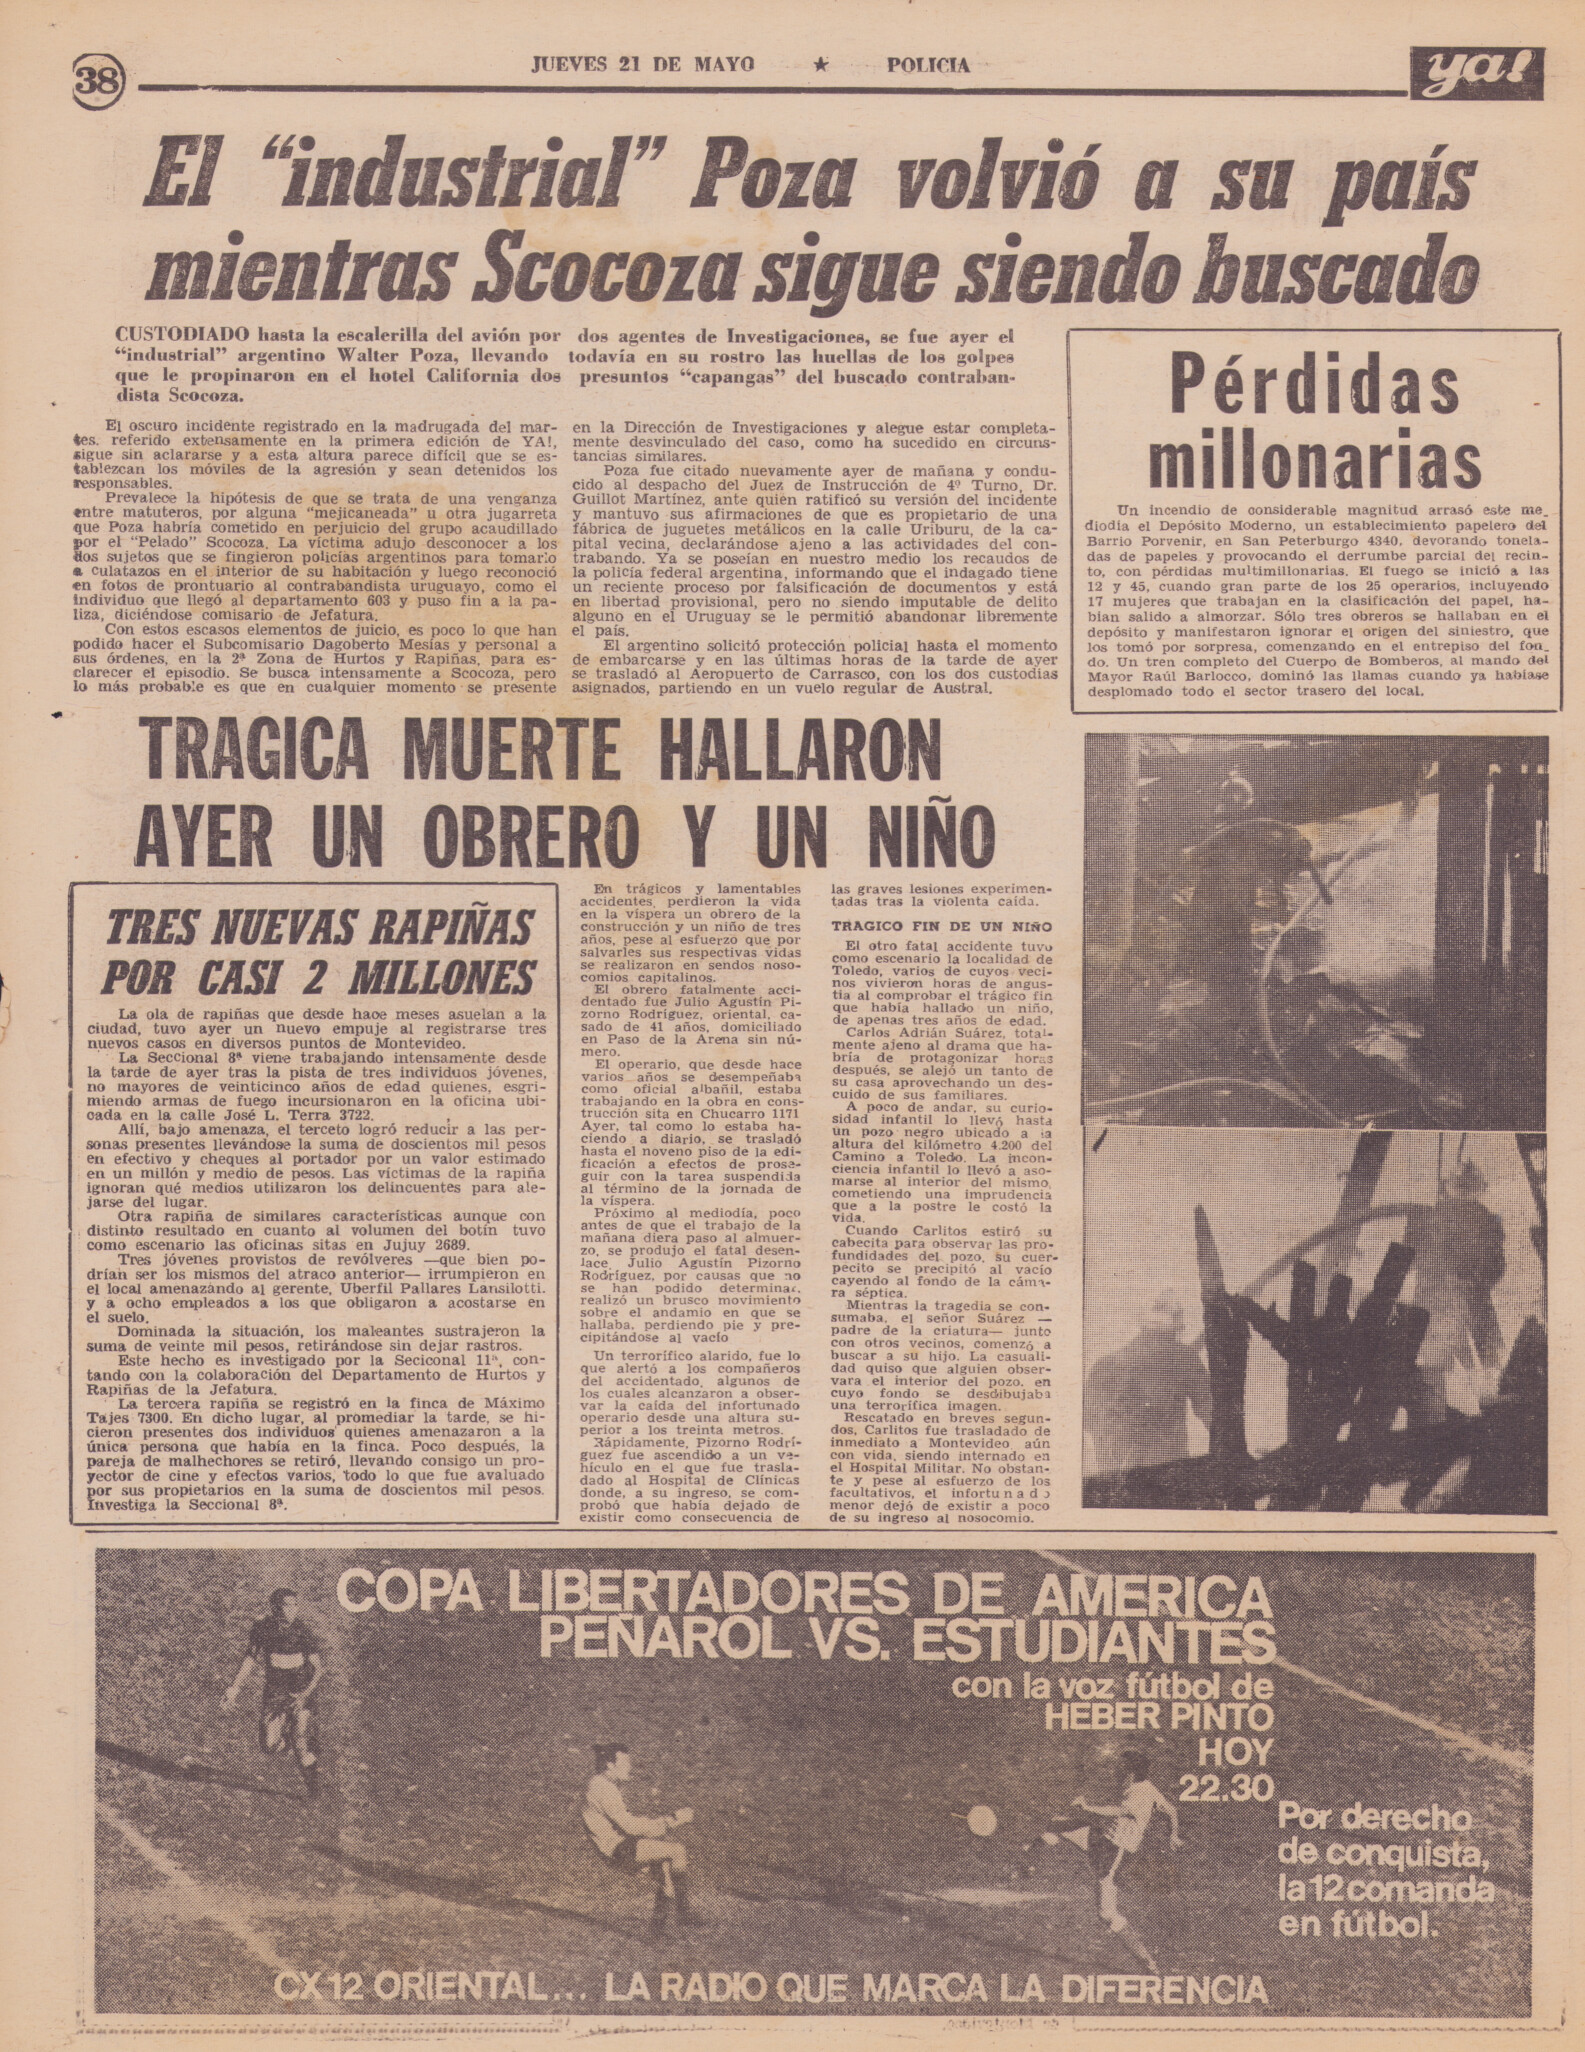 38
JUEVES 21 DE MAYO ★ POLICIA
ya!
El “industrial” Poza volvió a su país
mientras Scocoza sigue siendo buscado
CUSTODIADO hasta la escalerilla del avión por dos agentes de Investigaciones, se fue ayer el
“industrial” argentino Walter Poza, llevando todavía en su rostro las huellas de los golpes
que le propinaron en el hotel California dos presuntos “capangas” del buscado contraban-
dista Scocoza.
El oscuro incidente registrado en la madrugada del mar-
tes, referido extensamente en la primera edición de YA!,
sigue sin aclararse y a esta altura parece difícil que se es-
tablezcan los móviles de la agresión y sean detenidos los
responsables.
Prevalece la hipótesis de que se trata de una venganza
entre matuteros, por alguna “mejicaneada” u otra jugarreta
que Poza habría cometido en perjuicio del grupo acaudillado
por el “Pelado” Scocoza. La víctima adujo desconocer a los
dos sujetos que se fingieron policías argentinos para tomarlo
a culatazos en el interior de su habitación y luego reconoció
en fotos de prontuario al contrabandista uruguayo, como el
individuo que llegó al departamento 603 y puso fin a la pa-
liza, diciéndose comisario de Jefatura.
Con estos escasos elementos de juicio, es poco lo que han
podido hacer el Subcomisario Dagoberto Mesías y personal a
sus órdenes, en la 2ª Zona de Hurtos y Rapiñas, para es-
clarecer el episodio. Se busca intensamente a Scocoza, pero
lo más probable es que en cualquier momento se presente
en la Dirección de Investigaciones y alegue estar completa-
mente desvinculado del caso, como ha sucedido en circuns-
tancias similares.
Poza fue citado nuevamente ayer de mañana y condu-
cido al despacho del Juez de Instrucción de 4º Turno, Dr.
Guillot Martínez, ante quien ratificó su versión del incidente
y mantuvo sus afirmaciones de que es propietario de una
fábrica de juguetes metálicos en la calle Uriburu, de la ca-
pital vecina, declarándose ajeno a las actividades del con-
trabando. Ya se poseían en nuestro medio los recaudos de
la policía federal argentina, informando que el indagado tiene
un reciente proceso por falsificación de documentos y está
en libertad provisional, pero no siendo imputable de delito
alguno en el Uruguay se le permitió abandonar libremente
el país.
El argentino solicitó protección policial hasta el momento
de embarcarse y en las últimas horas de la tarde de ayer
se trasladó al Aeropuerto de Carrasco, con los dos custodias
asignados, partiendo en un vuelo regular de Austral.
Pérdidas
millonarias
Un incendio de considerable magnitud arrasó este me-
diodía el Depósito Moderno, un establecimiento papelero del
Barrio Porvenir, en San Peterburgo 4340, devorando tonela-
das de papeles y provocando el derrumbe parcial del recin-
to, con pérdidas multimillonarias. El fuego se inició a las
12 y 45, cuando gran parte de los 25 operarios, incluyendo
17 mujeres que trabajan en la clasificación del papel, ha-
bían salido a almorzar. Sólo tres obreros se hallaban en el
depósito y manifestaron ignorar el origen del siniestro, que
los tomó por sorpresa, comenzando en el entrepiso del fon-
do. Un tren completo del Cuerpo de Bomberos, al mando del
Mayor Raúl Barlocco, dominó las llamas cuando ya habíase
desplomado todo el sector trasero del local.
TRAGICA MUERTE HALLARON
AYER UN OBRERO Y UN NIÑO
TRES NUEVAS RAPIÑAS
POR CASI 2 MILLONES
La ola de rapiñas que desde hace meses asuelan a la
ciudad, tuvo ayer un nuevo empuje al registrarse tres
nuevos casos en diversos puntos de Montevideo.
La Seccional 8ª viene trabajando intensamente desde
la tarde de ayer tras la pista de tres individuos jóvenes,
no mayores de veinticinco años de edad quienes, esgri-
miendo armas de fuego incursionaron en la oficina ubi-
cada en la calle José L. Terra 3722.
Allí, bajo amenaza, el terceto logró reducir a las per-
sonas presentes llevándose la suma de doscientos mil pesos
en efectivo y cheques al portador por un valor estimado
en un millón y medio de pesos. Las víctimas de la rapiña
ignoran qué medios utilizaron los delincuentes para ale-
jarse del lugar.
Otra rapiña de similares características aunque con
distinto resultado en cuanto al volumen del botín tuvo
como escenario las oficinas sitas en Jujuy 2689.
Tres jóvenes provistos de revólveres —que bien po-
drían ser los mismos del atraco anterior— irrumpieron en
el local amenazando al gerente, Uberfil Pallares Lansilotti.
y a ocho empleados a los que obligaron a acostarse en
el suelo.
Dominada la situación, los maleantes sustrajeron la
suma de veinte mil pesos, retirándose sin dejar rastros.
Este hecho es investigado por la Seciconal 11ª, con-
tando con la colaboración del Departamento de Hurtos y
Rapiñas de la Jefatura.
La tercera rapiña se registró en la finca de Máximo
Tajes 7300. En dicho lugar, al promediar la tarde, se hi-
cieron presentes dos individuos quienes amenazaron a la
única persona que había en la finca. Poco después, la
pareja de malhechores se retiró, llevando consigo un pro-
yector de cine y efectos varios, todo lo que fue avaluado
por sus propietarios en la suma de doscientos mil pesos.
Investiga la Seccional 8ª.
En trágicos y lamentables
accidentes, perdieron la vida
en la víspera un obrero de la
construcción y un niño de tres
años, pese al esfuerzo que por
salvarles sus respectivas vidas
se realizaron en sendos noso-
comios capitalinos.
El obrero fatalmente acci-
dentado fue Julio Agustín Pi-
zorno Rodríguez, oriental, ca-
sado de 41 años, domiciliado
en Paso de la Arena sin nú-
mero.
El operario, que desde hace
varios años se desempeñaba
como oficial albañil, estaba
trabajando en la obra en cons-
trucción sita en Chucarro 1171
Ayer, tal como lo estaba ha-
ciendo a diario, se trasladó
hasta el noveno piso de la edi-
ficación a efectos de prose-
guir con la tarea suspendida
al término de la jornada de
la víspera.
Próximo al mediodía, poco
antes de que el trabajo de la
mañana diera paso al almuer-
zo, se produjo el fatal desen-
lace. Julio Agustín Pizorno
Rodríguez, por causas que no
se han podido determinar,
realizó un brusco movimiento
sobre el andamio en que se
hallaba, perdiendo pie y pre-
cipitándose al vacío
Un terrorífico alarido, fue lo
que alertó a los compañeros
del accidentado, algunos de
los cuales alcanzaron a obser-
var la caída del infortunado
operario desde una altura su-
perior a los treinta metros.
Rápidamente, Pizorno Rodrí-
guez fue ascendido a un ve-
hículo en el que fue trasla-
dado al Hospital de Clínicas
donde, a su ingreso, se com-
probó que había dejado de
existir como consecuencia de
las graves lesiones experimen-
tadas tras la violenta caída.
TRAGICO FIN DE UN NIÑO
El otro fatal accidente tuvo
como escenario la localidad de
Toledo, varios de cuyos veci-
nos vivieron horas de angus-
tia al comprobar el trágico fin
que había hallado un niño,
de apenas tres años de edad.
Carlos Adrián Suárez, total-
mente ajeno al drama que ha-
bría de protagonizar horas
después, se alejó un tanto de
su casa aprovechando un des-
cuido de sus familiares.
A poco de andar, su curio-
sidad infantil lo llevó hasta
un pozo negro ubicado a la
altura del kilómetro 4.200 del
Camino a Toledo. La incon-
ciencia infantil lo llevó a aso-
marse al interior del mismo,
cometiendo una imprudencia
que a la postre le costó la
vida.
Cuando Carlitos estiró su
cabecita para observar las pro-
fundidades del pozo, su cuer-
pecito se precipitó al vacío
cayendo al fondo de la cáma-
ra séptica.
Mientras la tragedia se con-
sumaba, el señor Suárez —
padre de la criatura— junto
con otros vecinos, comenzó a
buscar a su hijo. La casuali-
dad quiso que alguien obser-
vara el interior del pozo, en
cuyo fondo se desdibujaba
una terrorífica imagen.
Rescatado en breves segun-
dos, Carlitos fue trasladado de
inmediato a Montevideo, aún
con vida, siendo internado en
el Hospital Militar. No obstan-
te y pese al esfuerzo de los
facultativos, el infortunado
menor dejó de existir a poco
de su ingreso al nosocomio.
COPA LIBERTADORES DE AMERICA
PEÑAROL VS. ESTUDIANTES
con la voz fútbol de
HEBER PINTO
HOY
22.30
Por derecho
de conquista,
la 12 comanda
en fútbol.
CX12 ORIENTAL... LA RADIO QUE MARCA LA DIFERENCIA